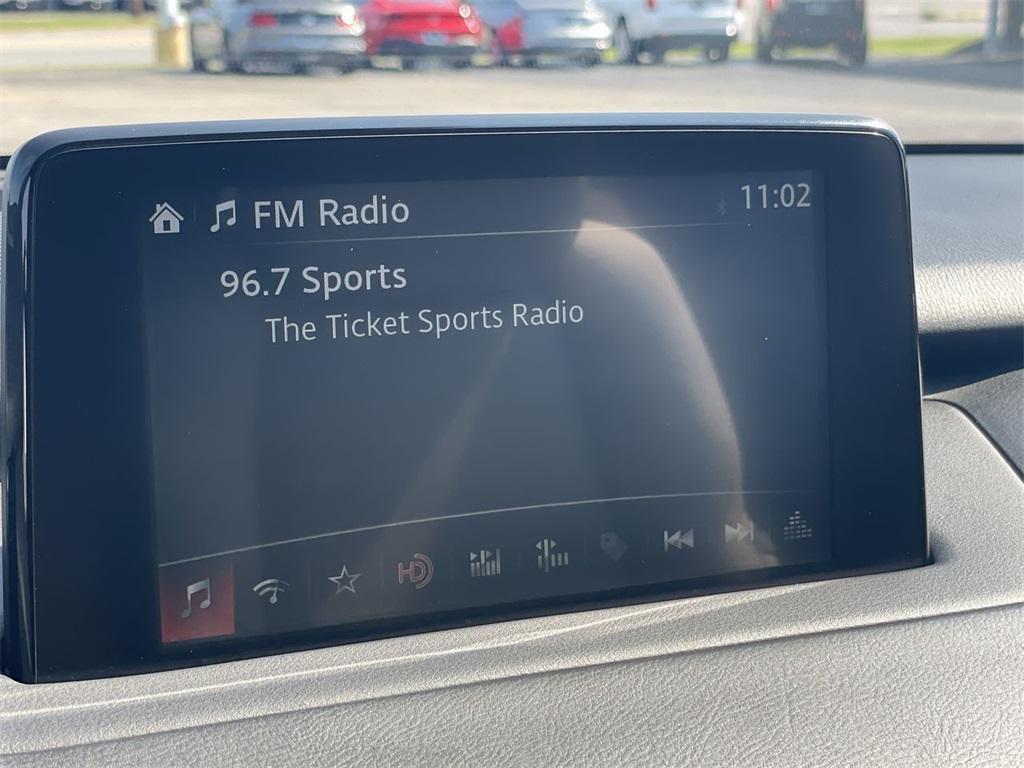 FM Radio
11:02
96.7 Sports
The Ticket Sports Radio
HD